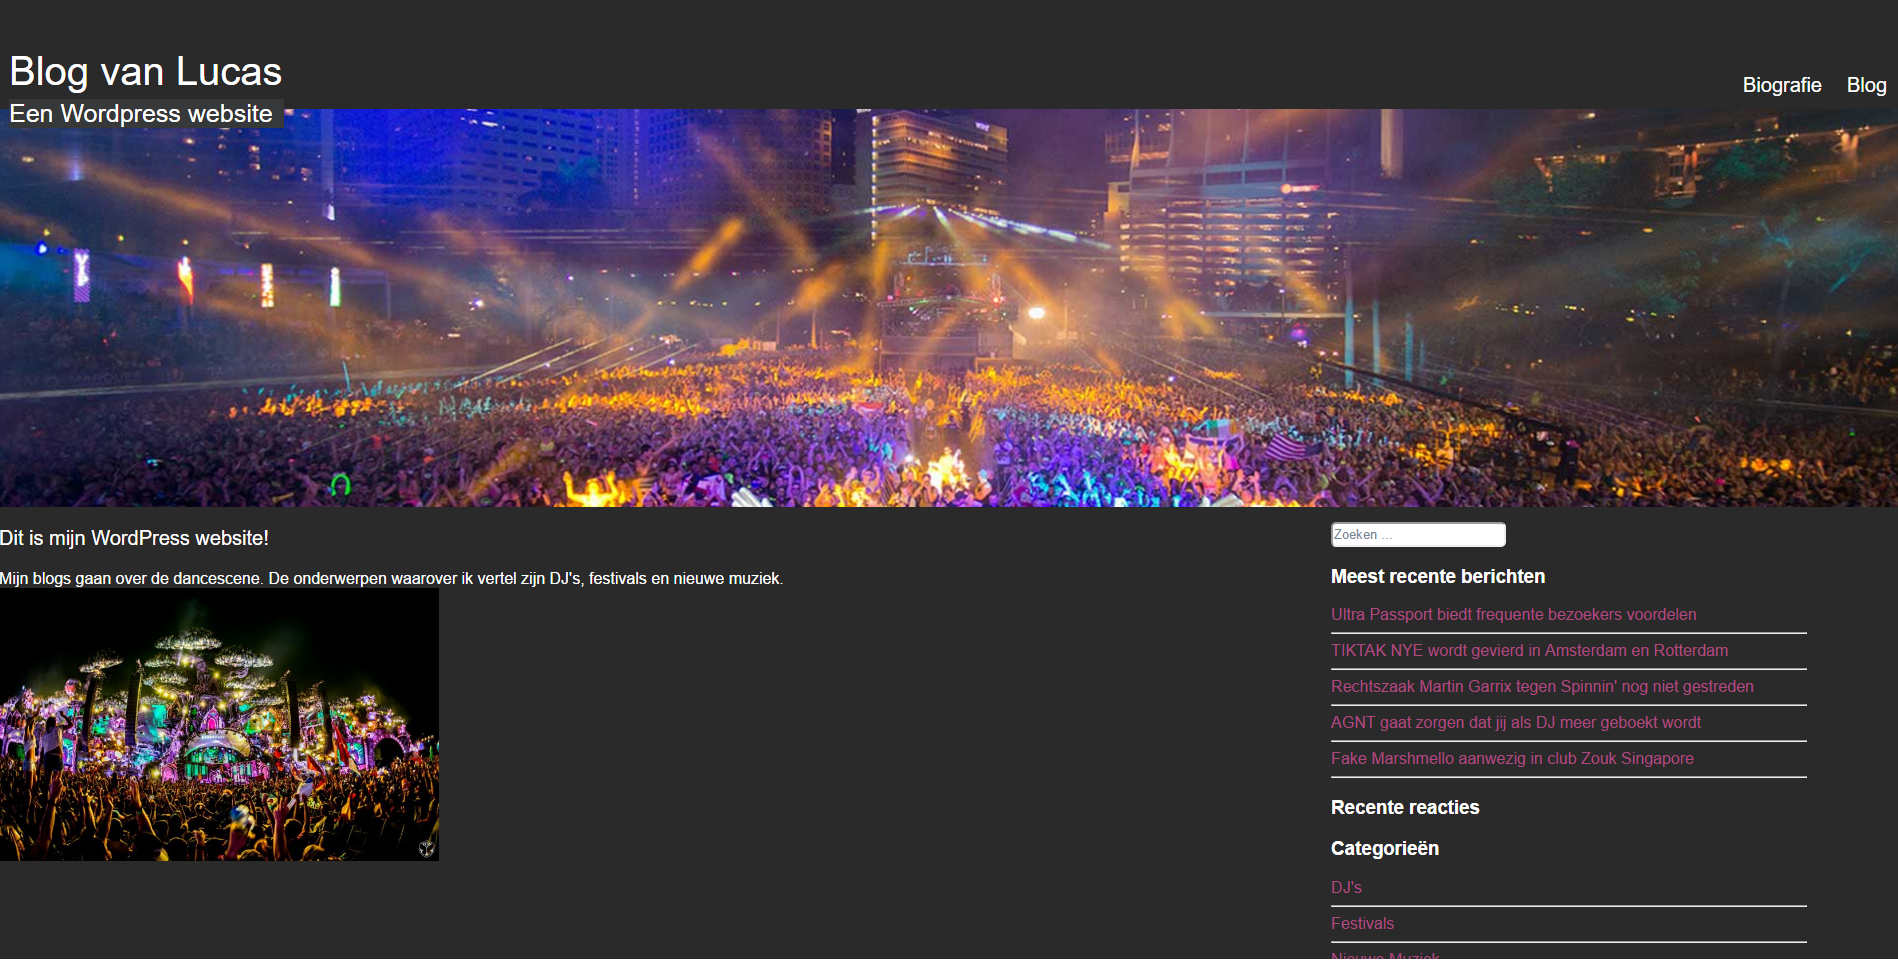 Blog van Lucas
Een Wordpress website
Biografie
Blog
Dit is mijn WordPress website!
Mijn blogs gaan over de dancescene. De onderwerpen waarover ik vertel zijn DJ's, festivals en nieuwe muziek.
Zoeken ...
Meest recente berichten
Ultra Passport biedt frequente bezoekers voordelen
TIKTAK NYE wordt gevierd in Amsterdam en Rotterdam
Rechtszaak Martin Garrix tegen Spinnin' nog niet gestreden
AGNT gaat zorgen dat jij als DJ meer geboekt wordt
Fake Marshmello aanwezig in club Zouk Singapore
Recente reacties
Categorieën
DJ's
Festivals
Nieuwe Muziek